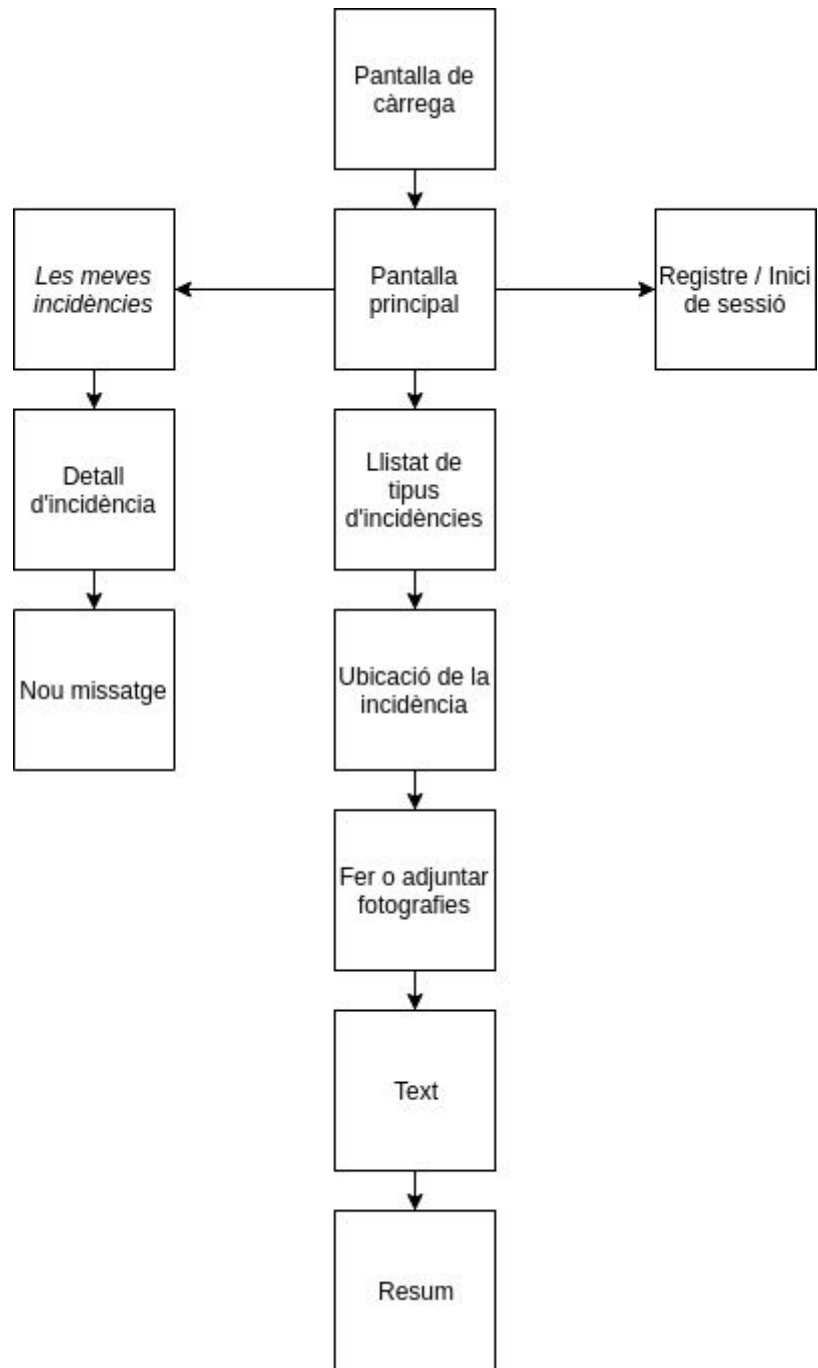 Pantalla de
càrrega
Les meves
incidències
Pantalla
principal
Registre / Inici
de sessió
Detall
d'incidència
Llistat de
tipus
d'incidències
Nou missatge
Ubicació de la
incidència
Fer o adjuntar
fotografies
Text
Resum